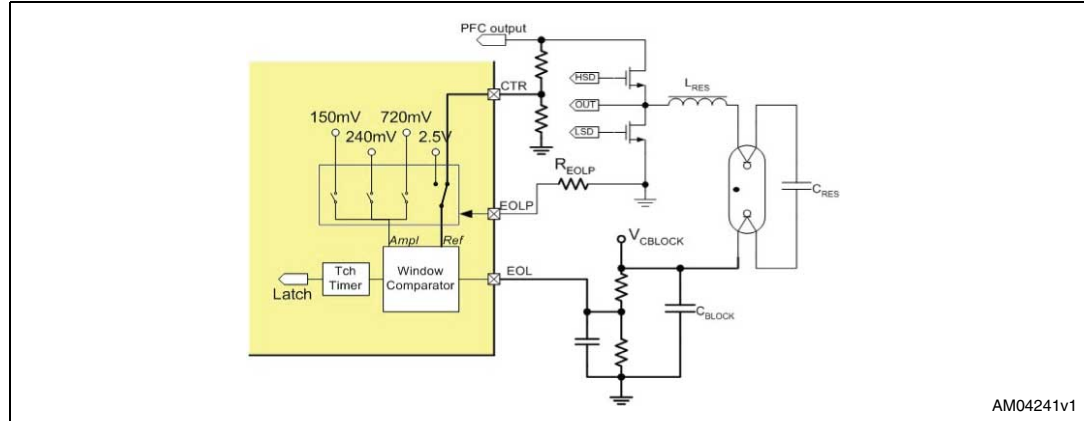 PFC output
CTR
HSD
OUT
LSD
LRES
150mV
720mV
240mV
2.5V
REOLP
EOLP
CRES
Ampl
Ref
VCBLOCK
Tch
Timer
Window
Comparator
EOL
Latch
CBLOCK
AM04241v1